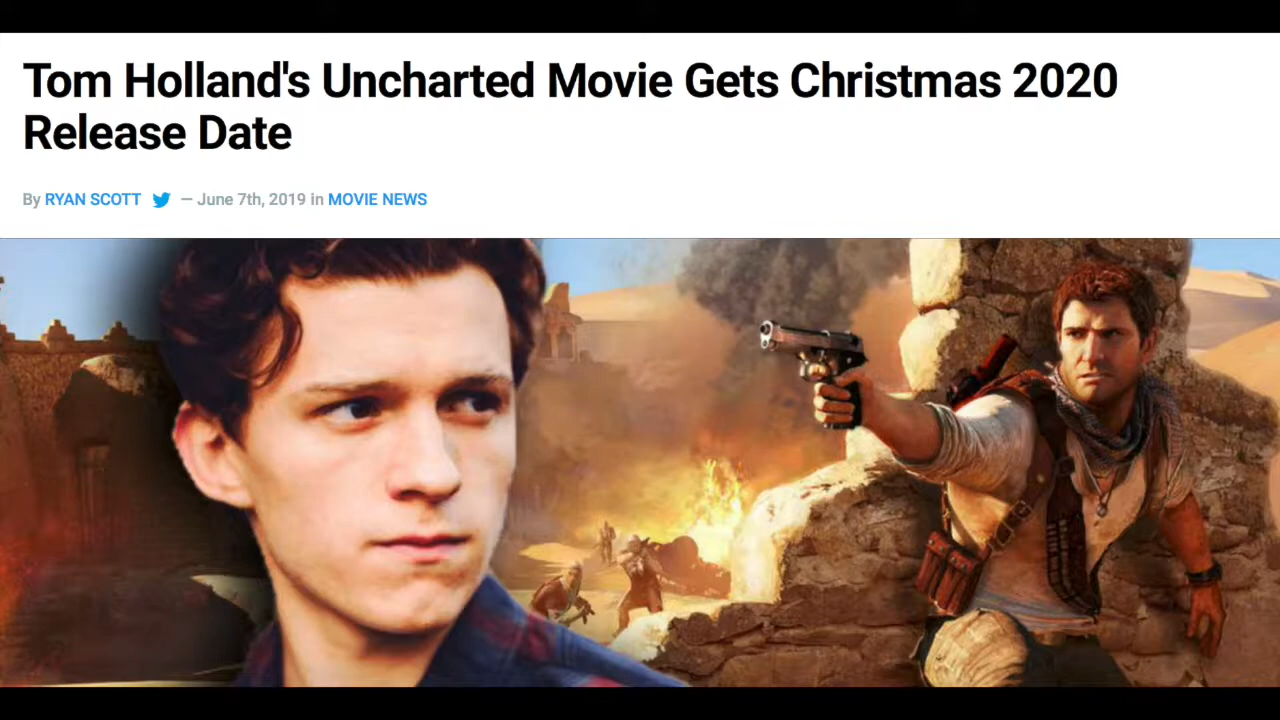 Tom Holland's Uncharted Movie Gets Christmas 2020
Release Date
By RYAN SCOTT — June 7th, 2019 in MOVIE NEWS